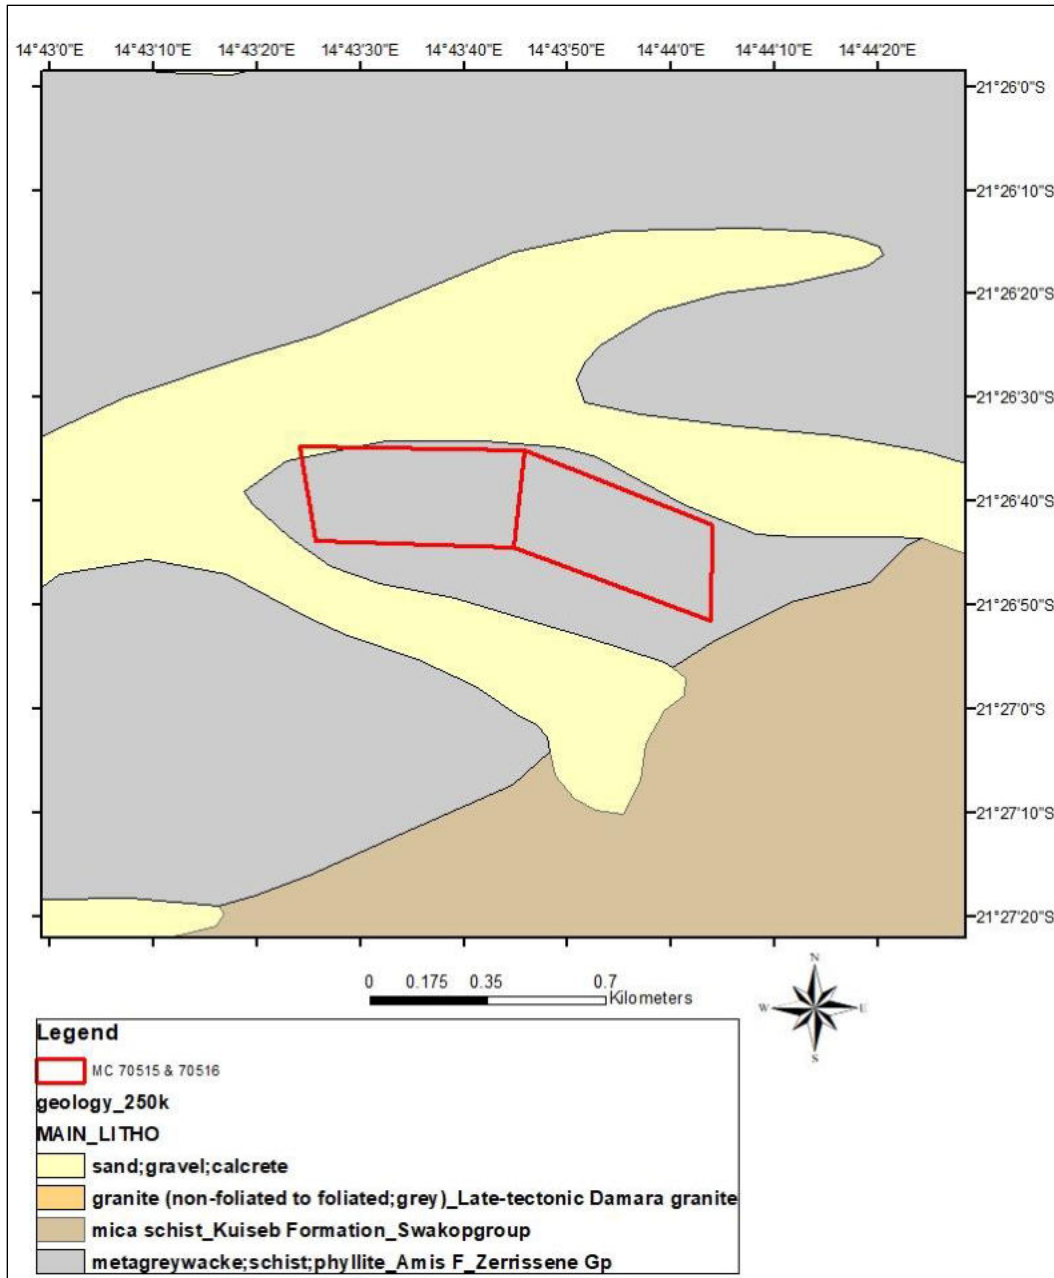 14°43'0"E 14°43'10"E 14°43'20"E 14°43'30"E 14°43'40"E 14°43'50"E 14°44'0"E 14°44'10"E 14°44'20"E
21°26'0"S
21°26'10"S
21°26'20"S
21°26'30"S
21°26'40"S
21°26'50"S
21°27'0"S
21°27'10"S
21°27'20"S
0 0.175 0.35 0.7
Kilometers
N
W E
S
Legend
MC 70515 & 70516
geology_250k
MAIN_LITHO
sand;gravel;calcrete
granite (non-foliated to foliated;grey)_Late-tectonic Damara granite
mica schist_Kuiseb Formation_Swakopgroup
metagreywacke;schist;phyllite_Amis F_Zerrissene Gp